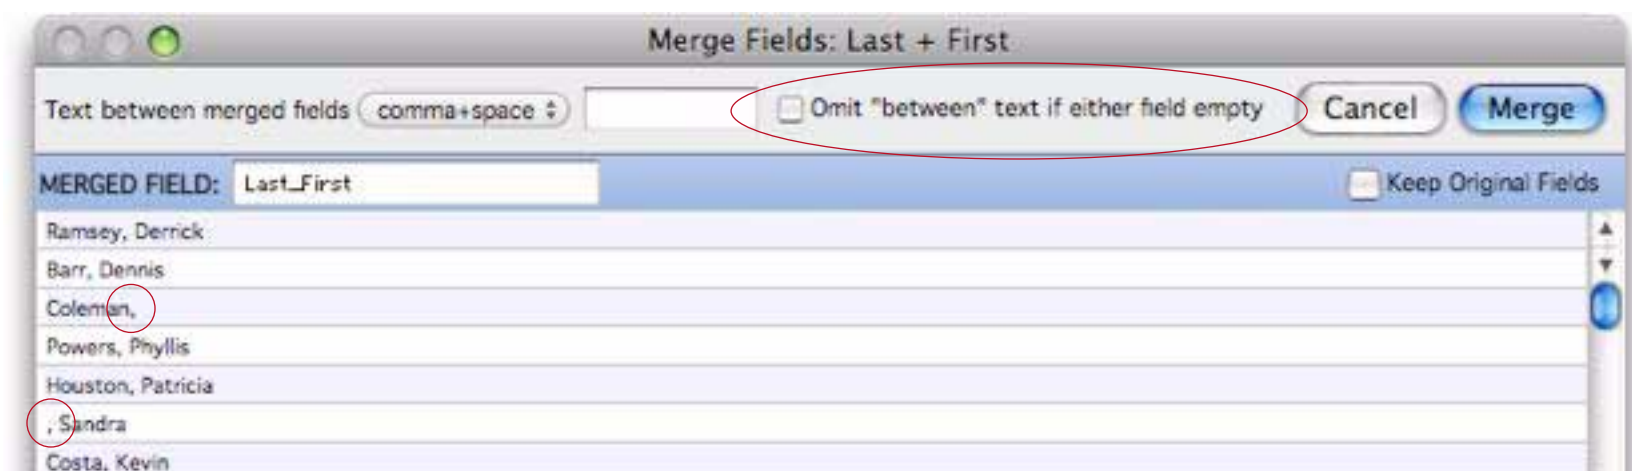 Merge Fields: Last + First
Text between merged fields comma+space Omit "between" text if either field empty Cancel Merge
MERGED FIELD: Last_First Keep Original Fields
Ramsey, Derrick
Barr, Dennis
Coleman,
Powers, Phyllis
Houston, Patricia
, Sandra
Costa, Kevin